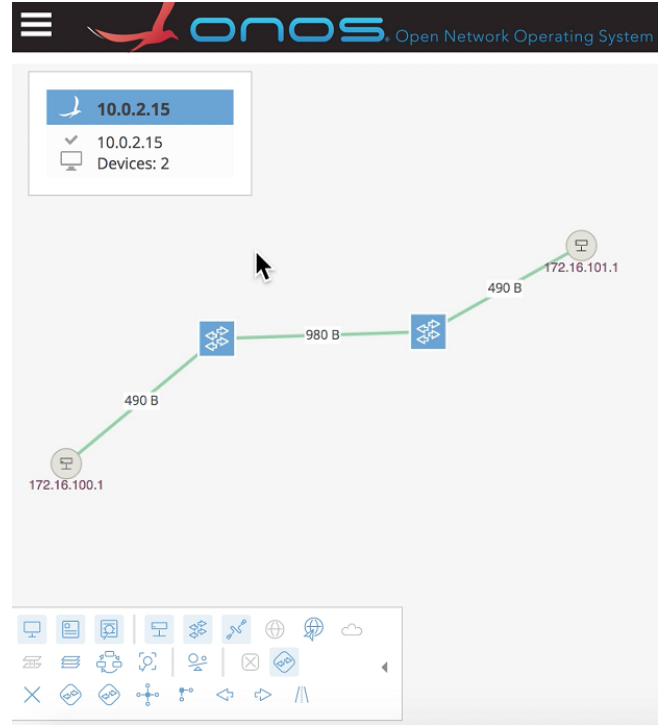 onos. Open Network Operating System
10.0.2.15
10.0.2.15
Devices: 2
172.16.101.1
490 B
980 B
490 B
172.16.100.1